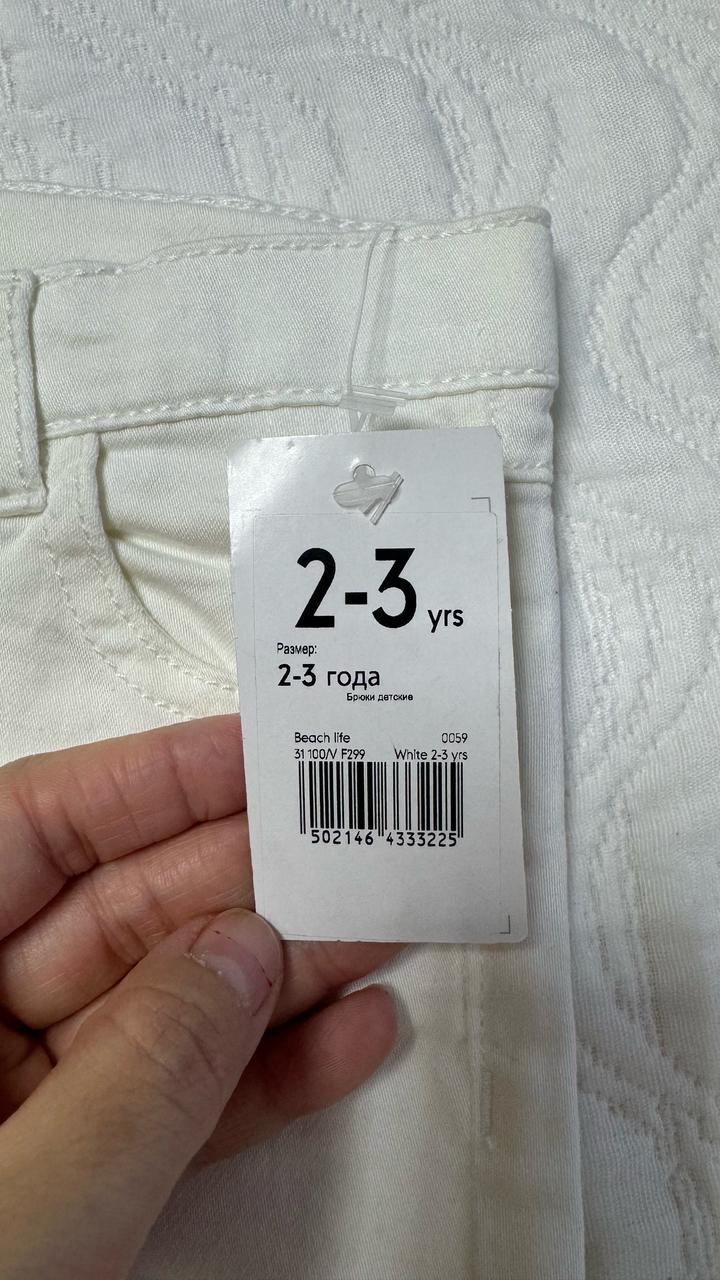 2-3 yrs
Размер:
2-3 года
Брюки детские
Beach life 0059
31 100/V F299 White 2-3 yrs
502146 4333225